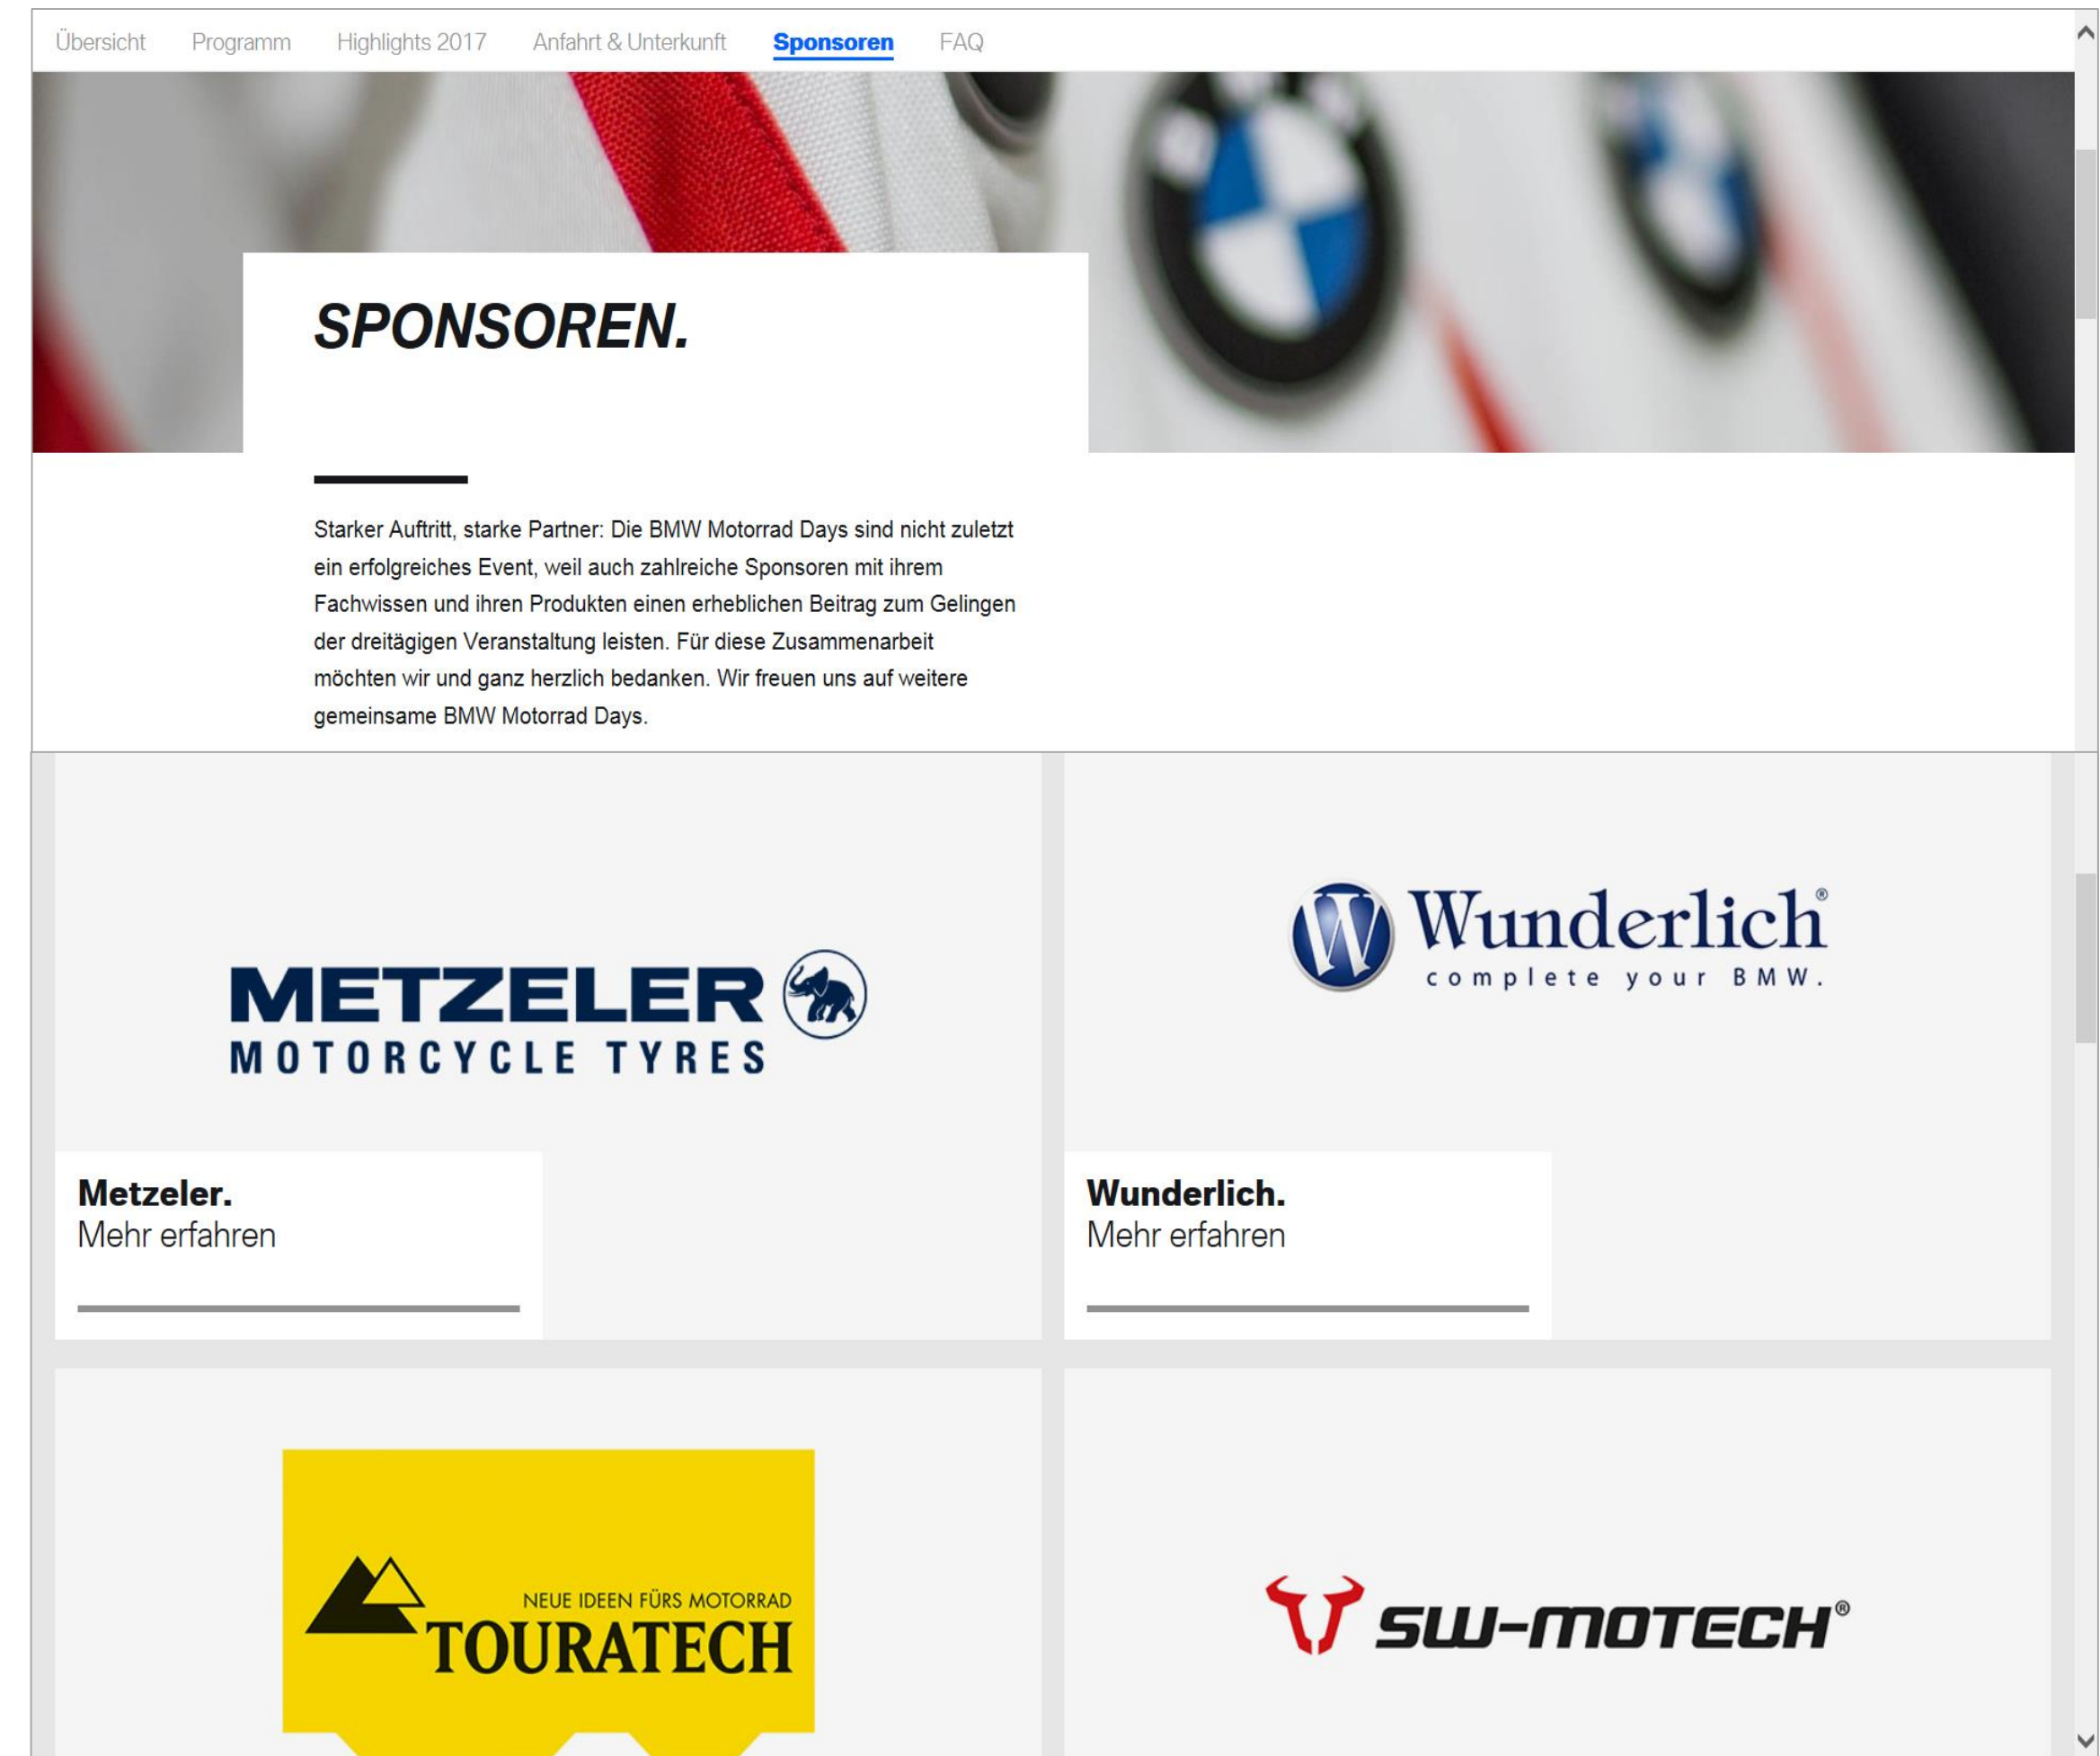 Übersicht Programm Highlights 2017 Anfahrt & Unterkunft Sponsoren FAQ
SPONSOREN.
Starker Auftritt, starke Partner: Die BMW Motorrad Days sind nicht zuletzt
ein erfolgreiches Event, weil auch zahlreiche Sponsoren mit ihrem
Fachwissen und ihren Produkten einen erheblichen Beitrag zum Gelingen
der dreitägigen Veranstaltung leisten. Für diese Zusammenarbeit
möchten wir und ganz herzlich bedanken. Wir freuen uns auf weitere
gemeinsame BMW Motorrad Days.
METZELER
MOTORCYCLE TYRES
Metzeler.
Mehr erfahren
W Wunderlich®
complete your BMW.
Wunderlich.
Mehr erfahren
NEUE IDEEN FÜRS MOTORRAD
TOURATECH
SW-MOTECH®